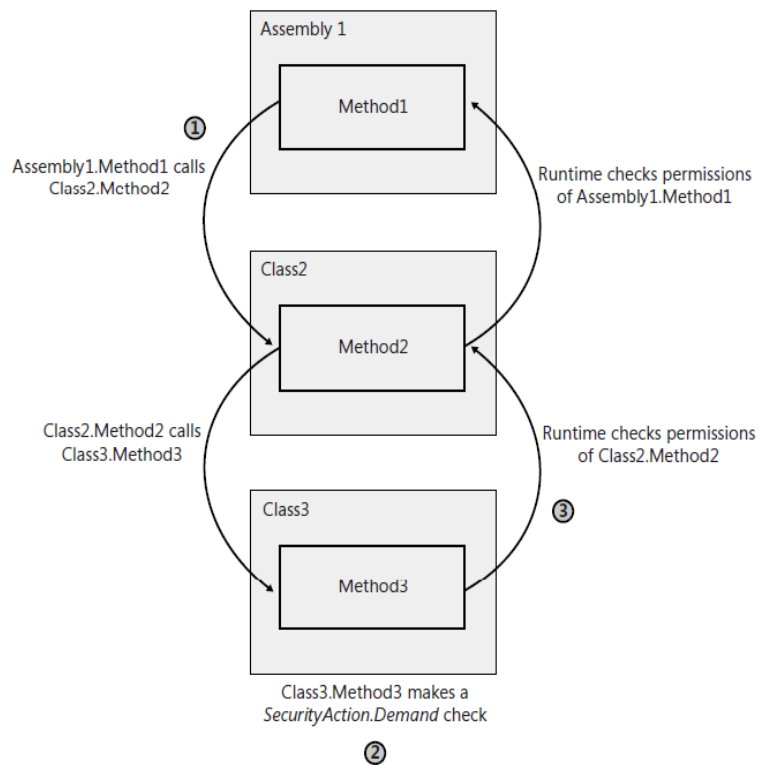 Assembly 1
Method1
1
Assembly1.Method1 calls
Class2.Method2
Runtime checks permissions
of Assembly1.Method1
Class2
Method2
Class2.Method2 calls
Class3.Method3
Runtime checks permissions
of Class2.Method2
Class3
3
Method3
Class3.Method3 makes a
SecurityAction.Demand check
2